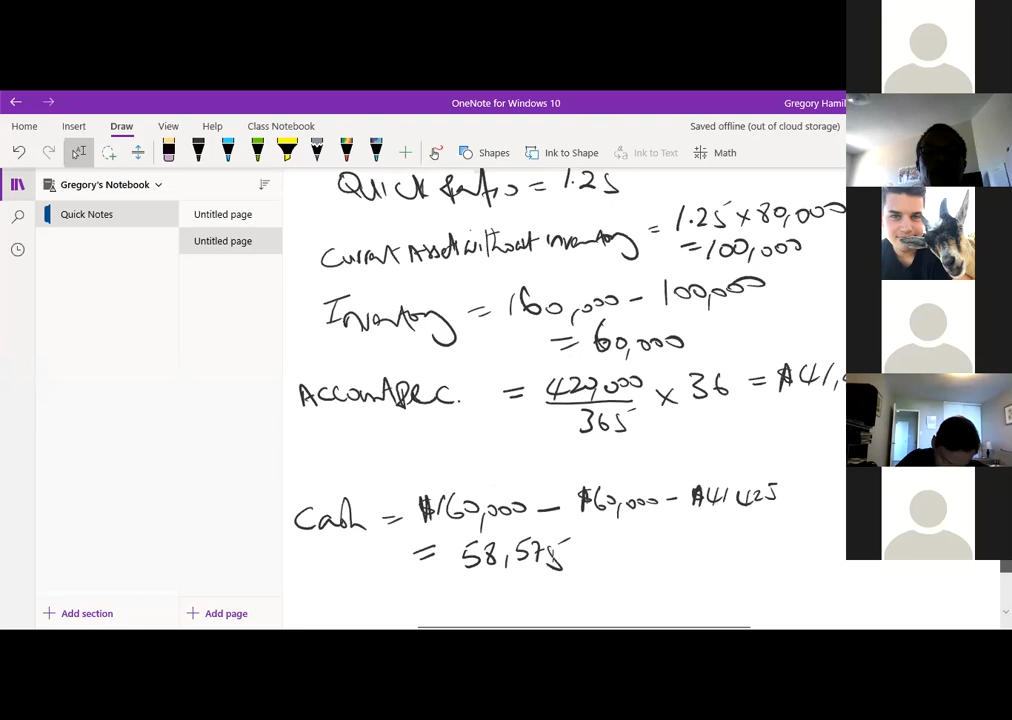 OneNote for Windows 10
Gregory Hamil
Home Insert Draw View Help Class Notebook
Saved offline (out of cloud storage)
Shapes Ink to Shape Ink to Text Math
Gregory's Notebook
Quick Notes
Untitled page
Untitled page
Quick Ratio = 1.25
Current Asset without inventory = 1.25 x 80,000
= 100,000
Inventory = 160,000 - 100,000
= 60,000
Account Rec. = 420,000 / 365 x 36 = $41,
Cash = $160,000 - $60,000 - $41425
= 58,575
+ Add section
+ Add page